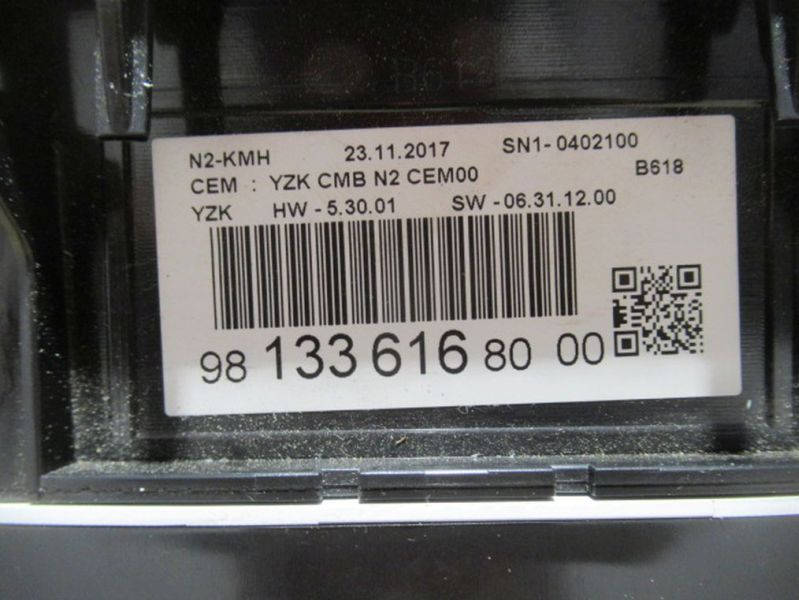 N2-KMH 23.11.2017 SN1-0402100
CEM : YZK CMB N2 CEM00 B618
YZK HW - 5.30.01 SW - 06.31.12.00
98 133 616 80 00